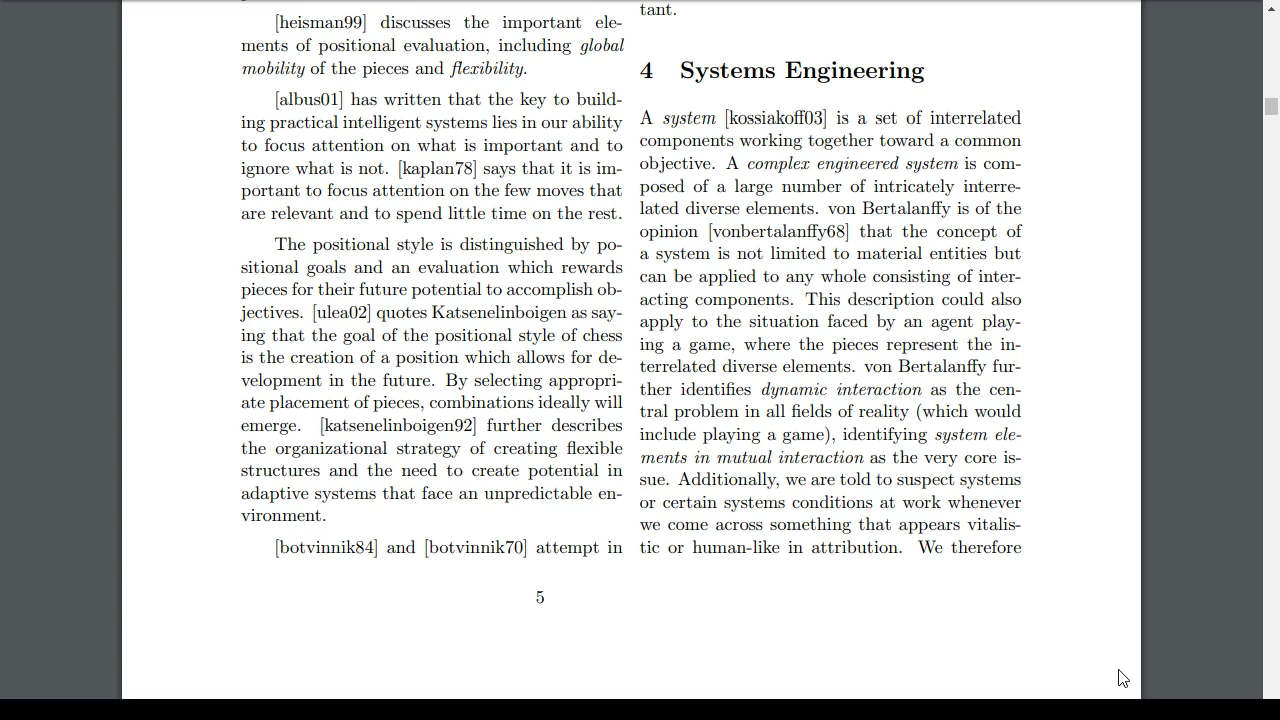 [heisman99] discusses the important ele-
ments of positional evaluation, including global
mobility of the pieces and flexibility.
[albus01] has written that the key to build-
ing practical intelligent systems lies in our ability
to focus attention on what is important and to
ignore what is not. [kaplan78] says that it is im-
portant to focus attention on the few moves that
are relevant and to spend little time on the rest.
The positional style is distinguished by po-
sitional goals and an evaluation which rewards
pieces for their future potential to accomplish ob-
jectives. [ulea02] quotes Katsenelinboigen as say-
ing that the goal of the positional style of chess
is the creation of a position which allows for de-
velopment in the future. By selecting appropri-
ate placement of pieces, combinations ideally will
emerge. [katsenelinboigen92] further describes
the organizational strategy of creating flexible
structures and the need to create potential in
adaptive systems that face an unpredictable en-
vironment.
[botvinnik84] and [botvinnik70] attempt in
tant.
4 Systems Engineering
A system [kossiakoff03] is a set of interrelated
components working together toward a common
objective. A complex engineered system is com-
posed of a large number of intricately interre-
lated diverse elements. von Bertalanffy is of the
opinion [vonbertalanffy68] that the concept of
a system is not limited to material entities but
can be applied to any whole consisting of inter-
acting components. This description could also
apply to the situation faced by an agent play-
ing a game, where the pieces represent the in-
terrelated diverse elements. von Bertalanffy fur-
ther identifies dynamic interaction as the cen-
tral problem in all fields of reality (which would
include playing a game), identifying system ele-
ments in mutual interaction as the very core is-
sue. Additionally, we are told to suspect systems
or certain systems conditions at work whenever
we come across something that appears vitalis-
tic or human-like in attribution. We therefore
5